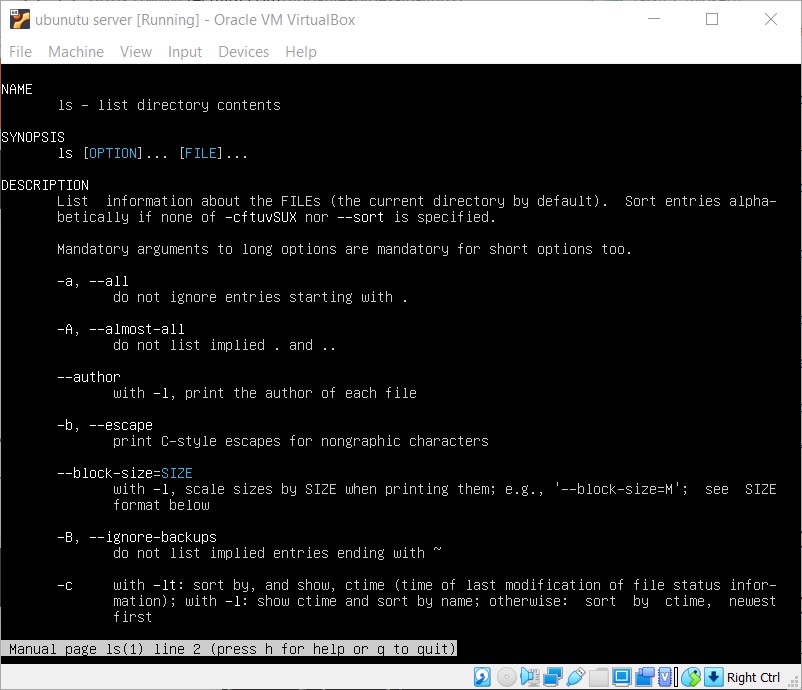 ubunutu server [Running] - Oracle VM VirtualBox
File Machine View Input Devices Help
NAME
ls - list directory contents
SYNOPSIS
ls [OPTION]... [FILE]...
DESCRIPTION
List information about the FILEs (the current directory by default). Sort entries alpha-
betically if none of -cftuvSUX nor --sort is specified.
Mandatory arguments to long options are mandatory for short options too.
-a, --all
do not ignore entries starting with .
-A, --almost-all
do not list implied . and ..
--author
with -l, print the author of each file
-b, --escape
print C-style escapes for nongraphic characters
--block-size=SIZE
with -l, scale sizes by SIZE when printing them; e.g., '--block-size=M'; see SIZE
format below
-B, --ignore-backups
do not list implied entries ending with ~
-c with -lt: sort by, and show, ctime (time of last modification of file status infor-
mation); with -l: show ctime and sort by name; otherwise: sort by ctime, newest
first
Manual page ls(1) line 2 (press h for help or q to quit)
Right Ctrl